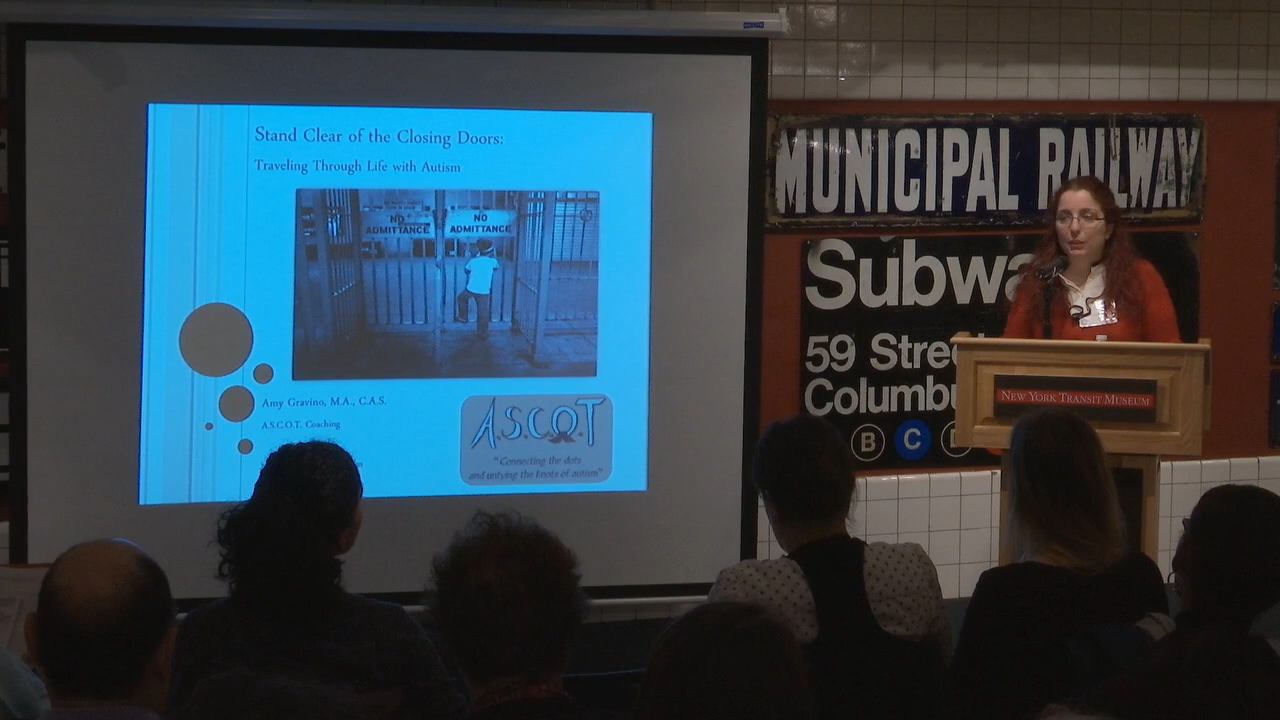 Stand Clear of the Closing Doors:
Traveling Through Life with Autism
NO
ADMITTANCE
NO
ADMITTANCE
Amy Gravino, M.A., C.A.S.
A.S.C.O.T. Coaching
A.S.C.O.T
"Connecting the dots
and untying the knots of autism"
MUNICIPAL RAILWAY
Subwa
59 Stree
Columbu
B C
NEW YORK TRANSIT MUSEUM